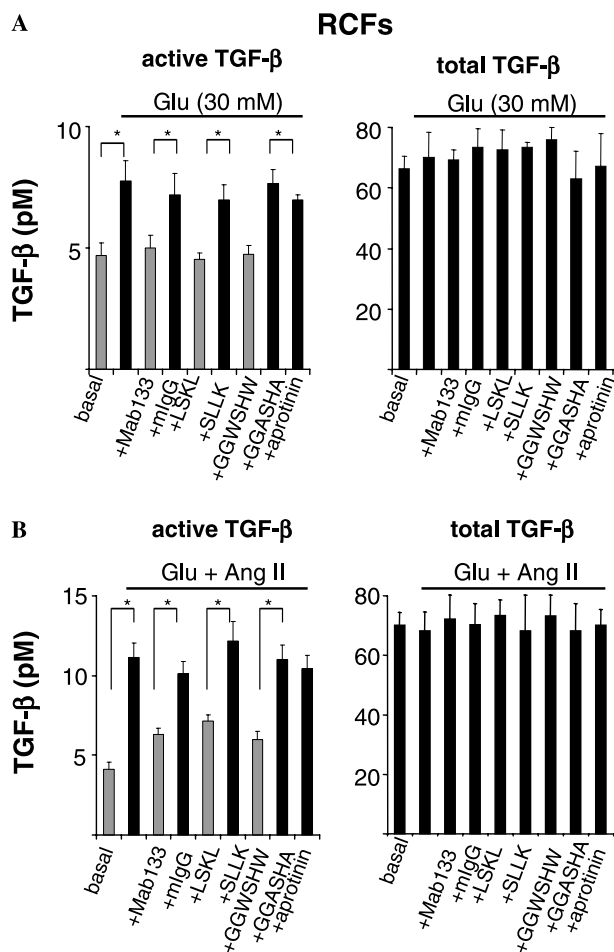 A
RCFs
active TGF-β
total TGF-β
Glu (30 mM)
Glu (30 mM)
* * * *
10
5
TGF-β (pM)
80
60
40
20
basal
+Mab133
+mIgG
+LSKL
+SLLK
+GGWSHW
+GGASHA
+aprotinin
basal
+Mab133
+mIgG
+LSKL
+SLLK
+GGWSHW
+GGASHA
+aprotinin
B
active TGF-β
total TGF-β
Glu + Ang II
Glu + Ang II
* * * *
15
10
5
TGF-β (pM)
80
60
40
20
basal
+Mab133
+mIgG
+LSKL
+SLLK
+GGWSHW
+GGASHA
+aprotinin
basal
+Mab133
+mIgG
+LSKL
+SLLK
+GGWSHW
+GGASHA
+aprotinin